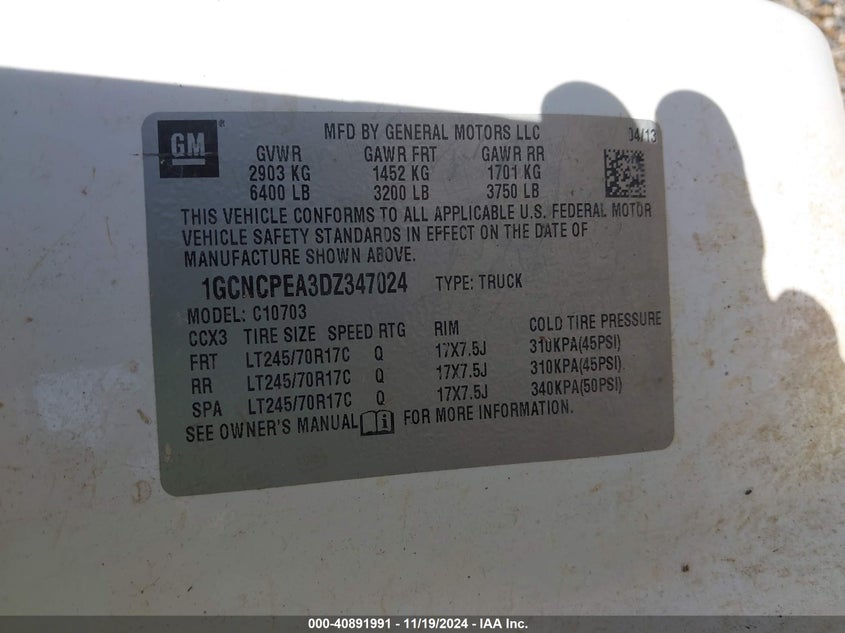 GM®
MFD BY GENERAL MOTORS LLC 04/13
GVWR GAWR FRT GAWR RR
2903 KG 1452 KG 1701 KG
6400 LB 3200 LB 3750 LB
THIS VEHICLE CONFORMS TO ALL APPLICABLE U.S. FEDERAL MOTOR
VEHICLE SAFETY STANDARDS IN EFFECT ON THE DATE OF
MANUFACTURE SHOWN ABOVE.
1GCNCPEA3DZ347024 TYPE: TRUCK
MODEL: C10703
CCX3 TIRE SIZE SPEED RTG RIM COLD TIRE PRESSURE
FRT LT245/70R17C Q 17X7.5J 310KPA(45PSI)
RR LT245/70R17C Q 17X7.5J 310KPA(45PSI)
SPA LT245/70R17C Q 17X7.5J 340KPA(50PSI)
SEE OWNER'S MANUAL i FOR MORE INFORMATION.
000-40891991 - 11/19/2024 - IAA Inc.